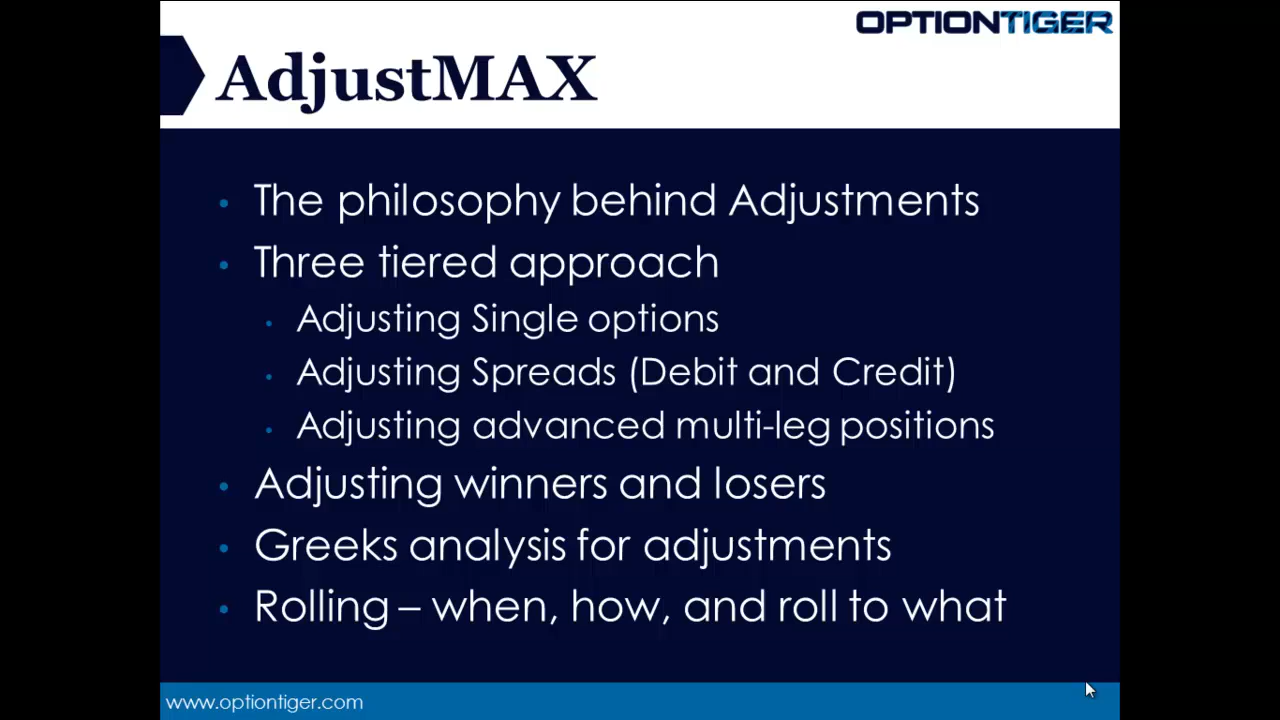 OPTIONTIGER
AdjustMAX
• The philosophy behind Adjustments
• Three tiered approach
• Adjusting Single options
• Adjusting Spreads (Debit and Credit)
• Adjusting advanced multi-leg positions
• Adjusting winners and losers
• Greeks analysis for adjustments
• Rolling – when, how, and roll to what
www.optiontiger.com